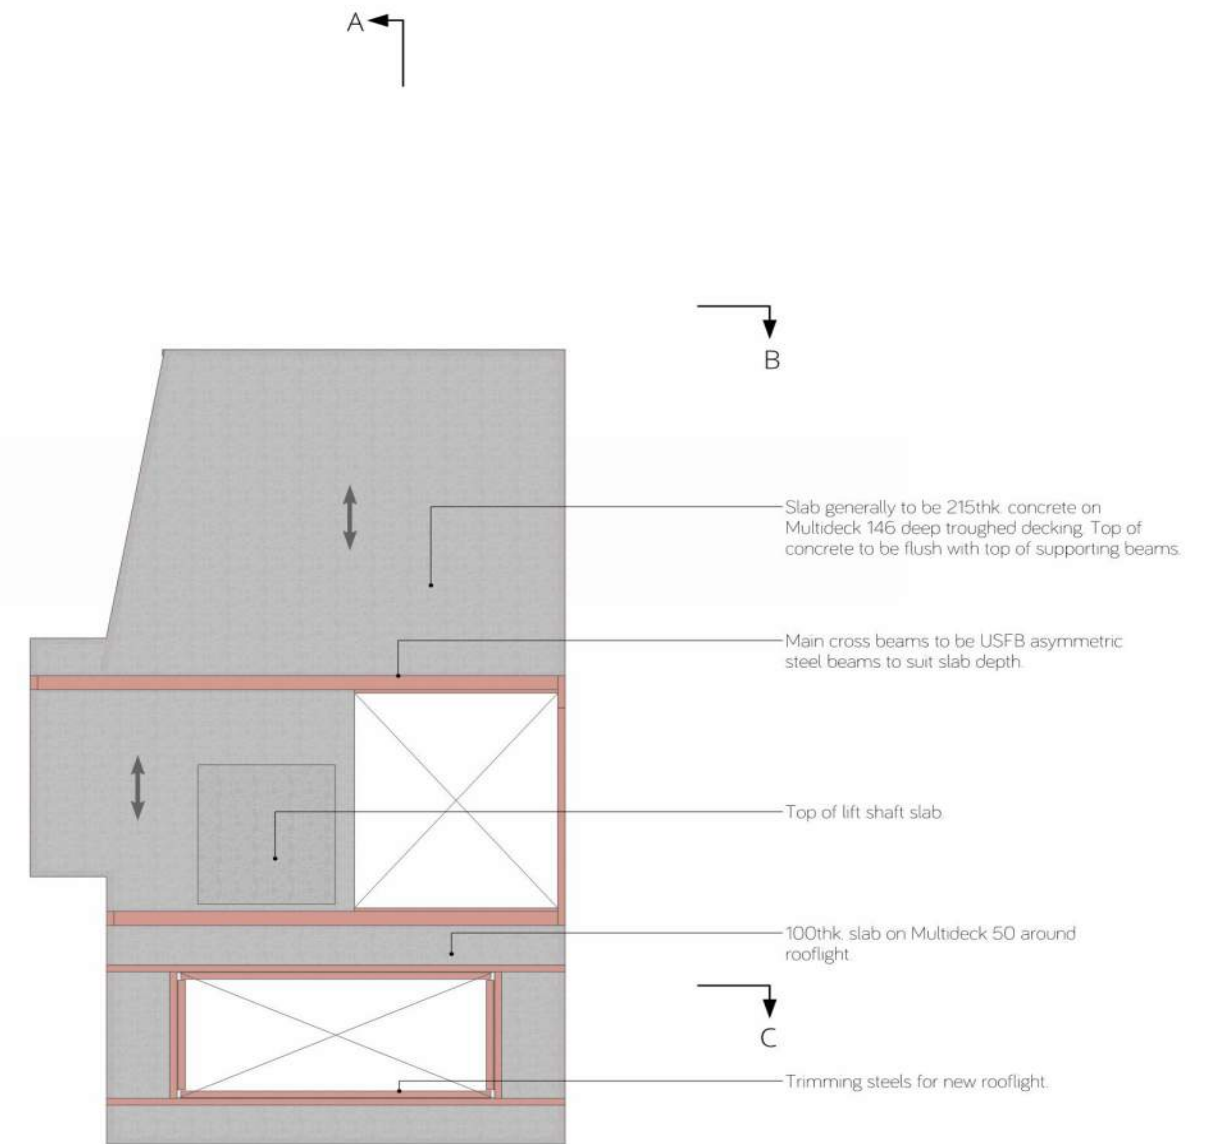 A
B
Slab generally to be 215thk. concrete on
Multideck 146 deep troughed decking. Top of
concrete to be flush with top of supporting beams.
Main cross beams to be USFB asymmetric
steel beams to suit slab depth.
Top of lift shaft slab.
100thk. slab on Multideck 50 around
rooflight.
C
Trimming steels for new rooflight.